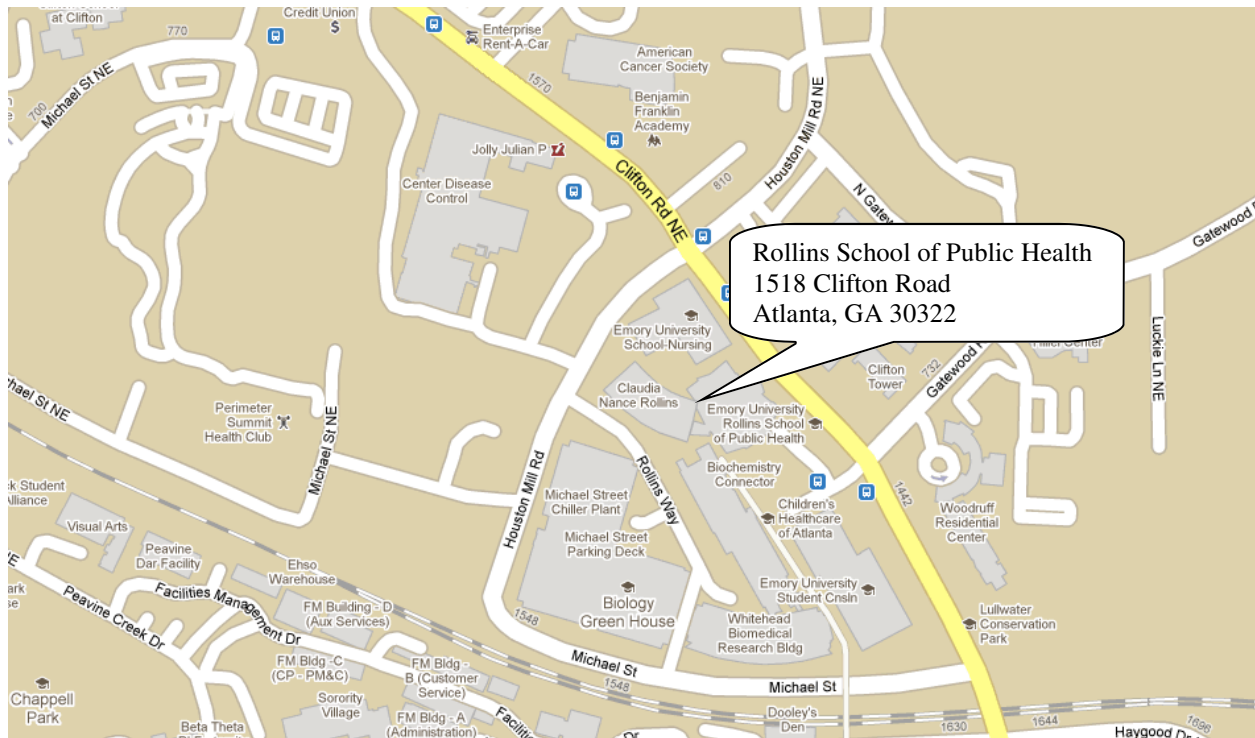 at Clifton
Credit Union
$
770
Enterprise
Rent-A-Car
American
Cancer Society
1570
Benjamin
Franklin
Academy
700
Michael St NE
Jolly Julian P
Houston Mill Rd NE
Clifton Rd NE
810
Center Disease
Control
N Gatew
Gatewood
Rollins School of Public Health
1518 Clifton Road
Atlanta, GA 30322
Emory University
School-Nursing
Luckie Ln NE
Clifton
Tower
732
Gatewood
Claudia
Nance Rollins
Michael St NE
Perimeter
Summit
Health Club
Emory University
Rollins School
of Public Health
Michael St NE
Houston Mill Rd
Rollins Way
Biochemistry
Connector
Student
Alliance
Michael Street
Chiller Plant
Children's
Healthcare
of Atlanta
1442
Woodruff
Residential
Center
Visual Arts
Peavine
Dar Facility
Michael Street
Parking Deck
Ehso
Warehouse
Emory University
Student Cnsln
Facilities Management Dr
Peavine Creek Dr
FM Building - D
(Aux Services)
Biology
Green House
1548
Whitehead
Biomedical
Research Bldg
Lullwater
Conservation
Park
FM Bldg -C
(CP - PM&C)
FM Bldg -
B (Customer
Service)
Michael St
1548
Michael St
Chappell
Park
Sorority
Village
FM Bldg - A
(Administration)
Facilities
Dooley's
Den
1630
1644
1696
Haygood Dr
Beta Theta